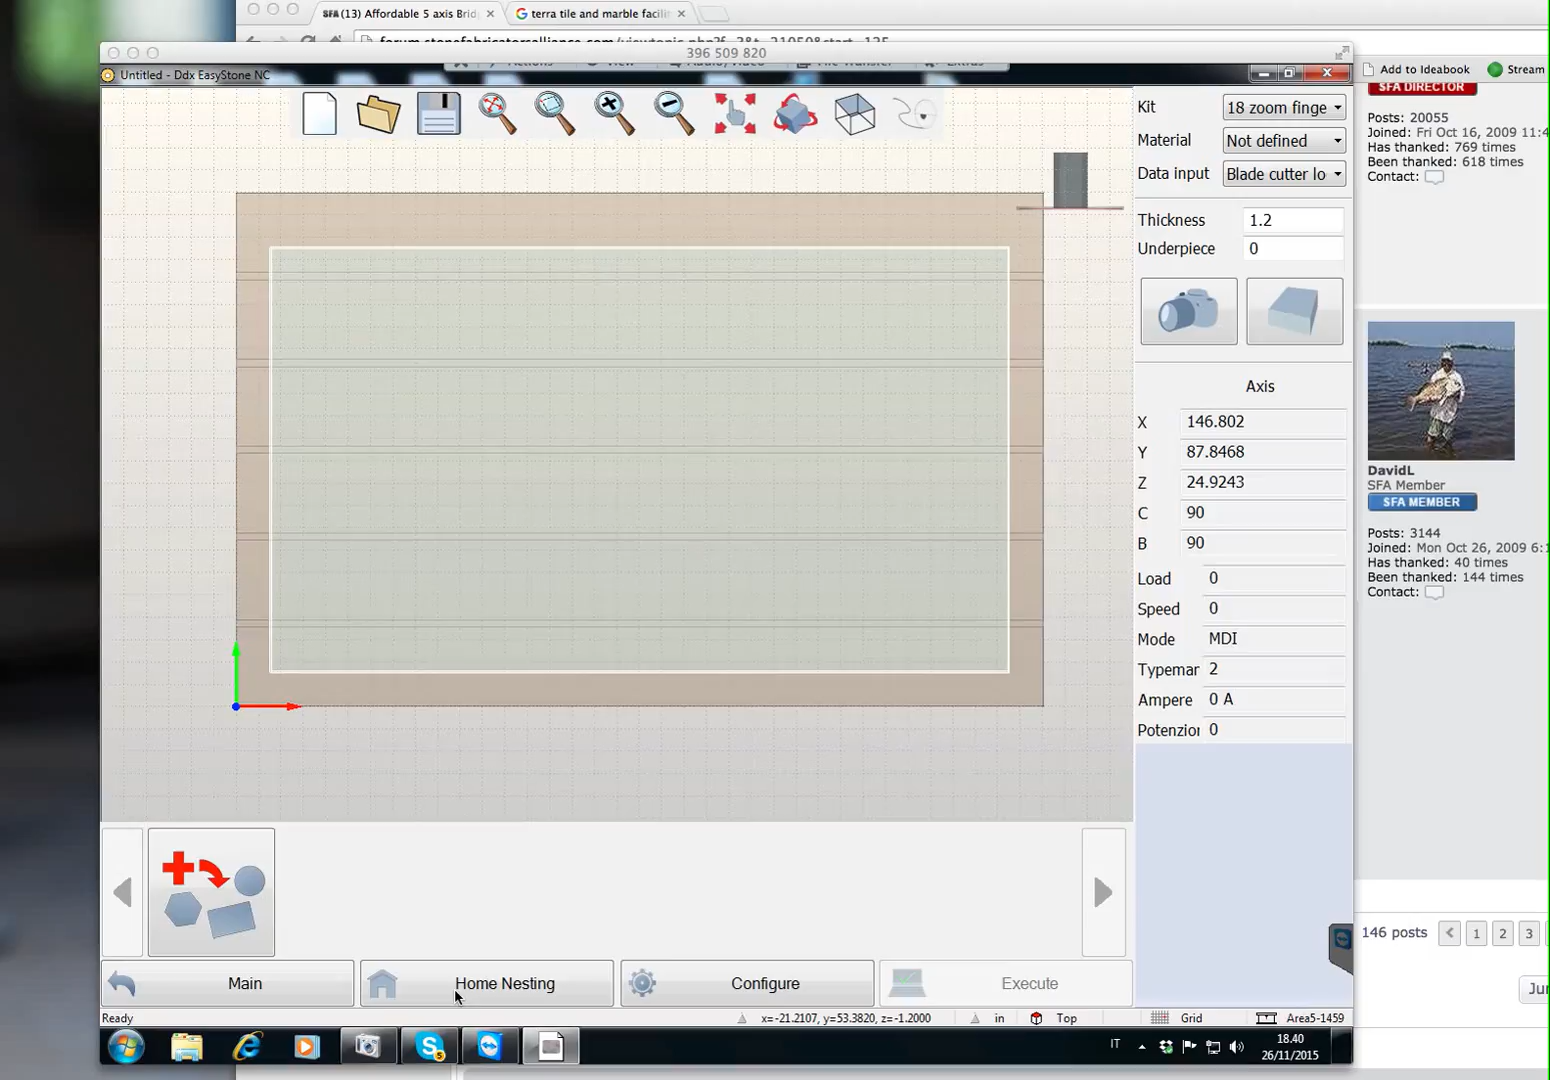 SFA (13) Affordable 5 axis Brid
terra tile and marble facilit
396 509 820
Add to Ideabook
Stream
Untitled - Ddx EasyStone NC
SFA DIRECTOR
Kit
18 zoom finge
Posts: 20055
Joined: Fri Oct 16, 2009 11:4
Material
Not defined
Has thanked: 769 times
Been thanked: 618 times
Data input
Blade cutter lo
Contact:
Thickness
1.2
Underpiece
0
Axis
X
146.802
Y
87.8468
Z
24.9243
C
90
B
90
Load
0
Speed
0
Mode
MDI
Typemar
2
Ampere
0 A
Potenzior
0
DavidL
SFA Member
SFA MEMBER
Posts: 3144
Joined: Mon Oct 26, 2009 6:1
Has thanked: 40 times
Been thanked: 144 times
Contact:
146 posts
1
2
3
Main
Home Nesting
Configure
Execute
Ready
x=-21.2107, y=53.3820, z=-1.2000
in
Top
Grid
Area5-1459
IT
18.40
26/11/2015